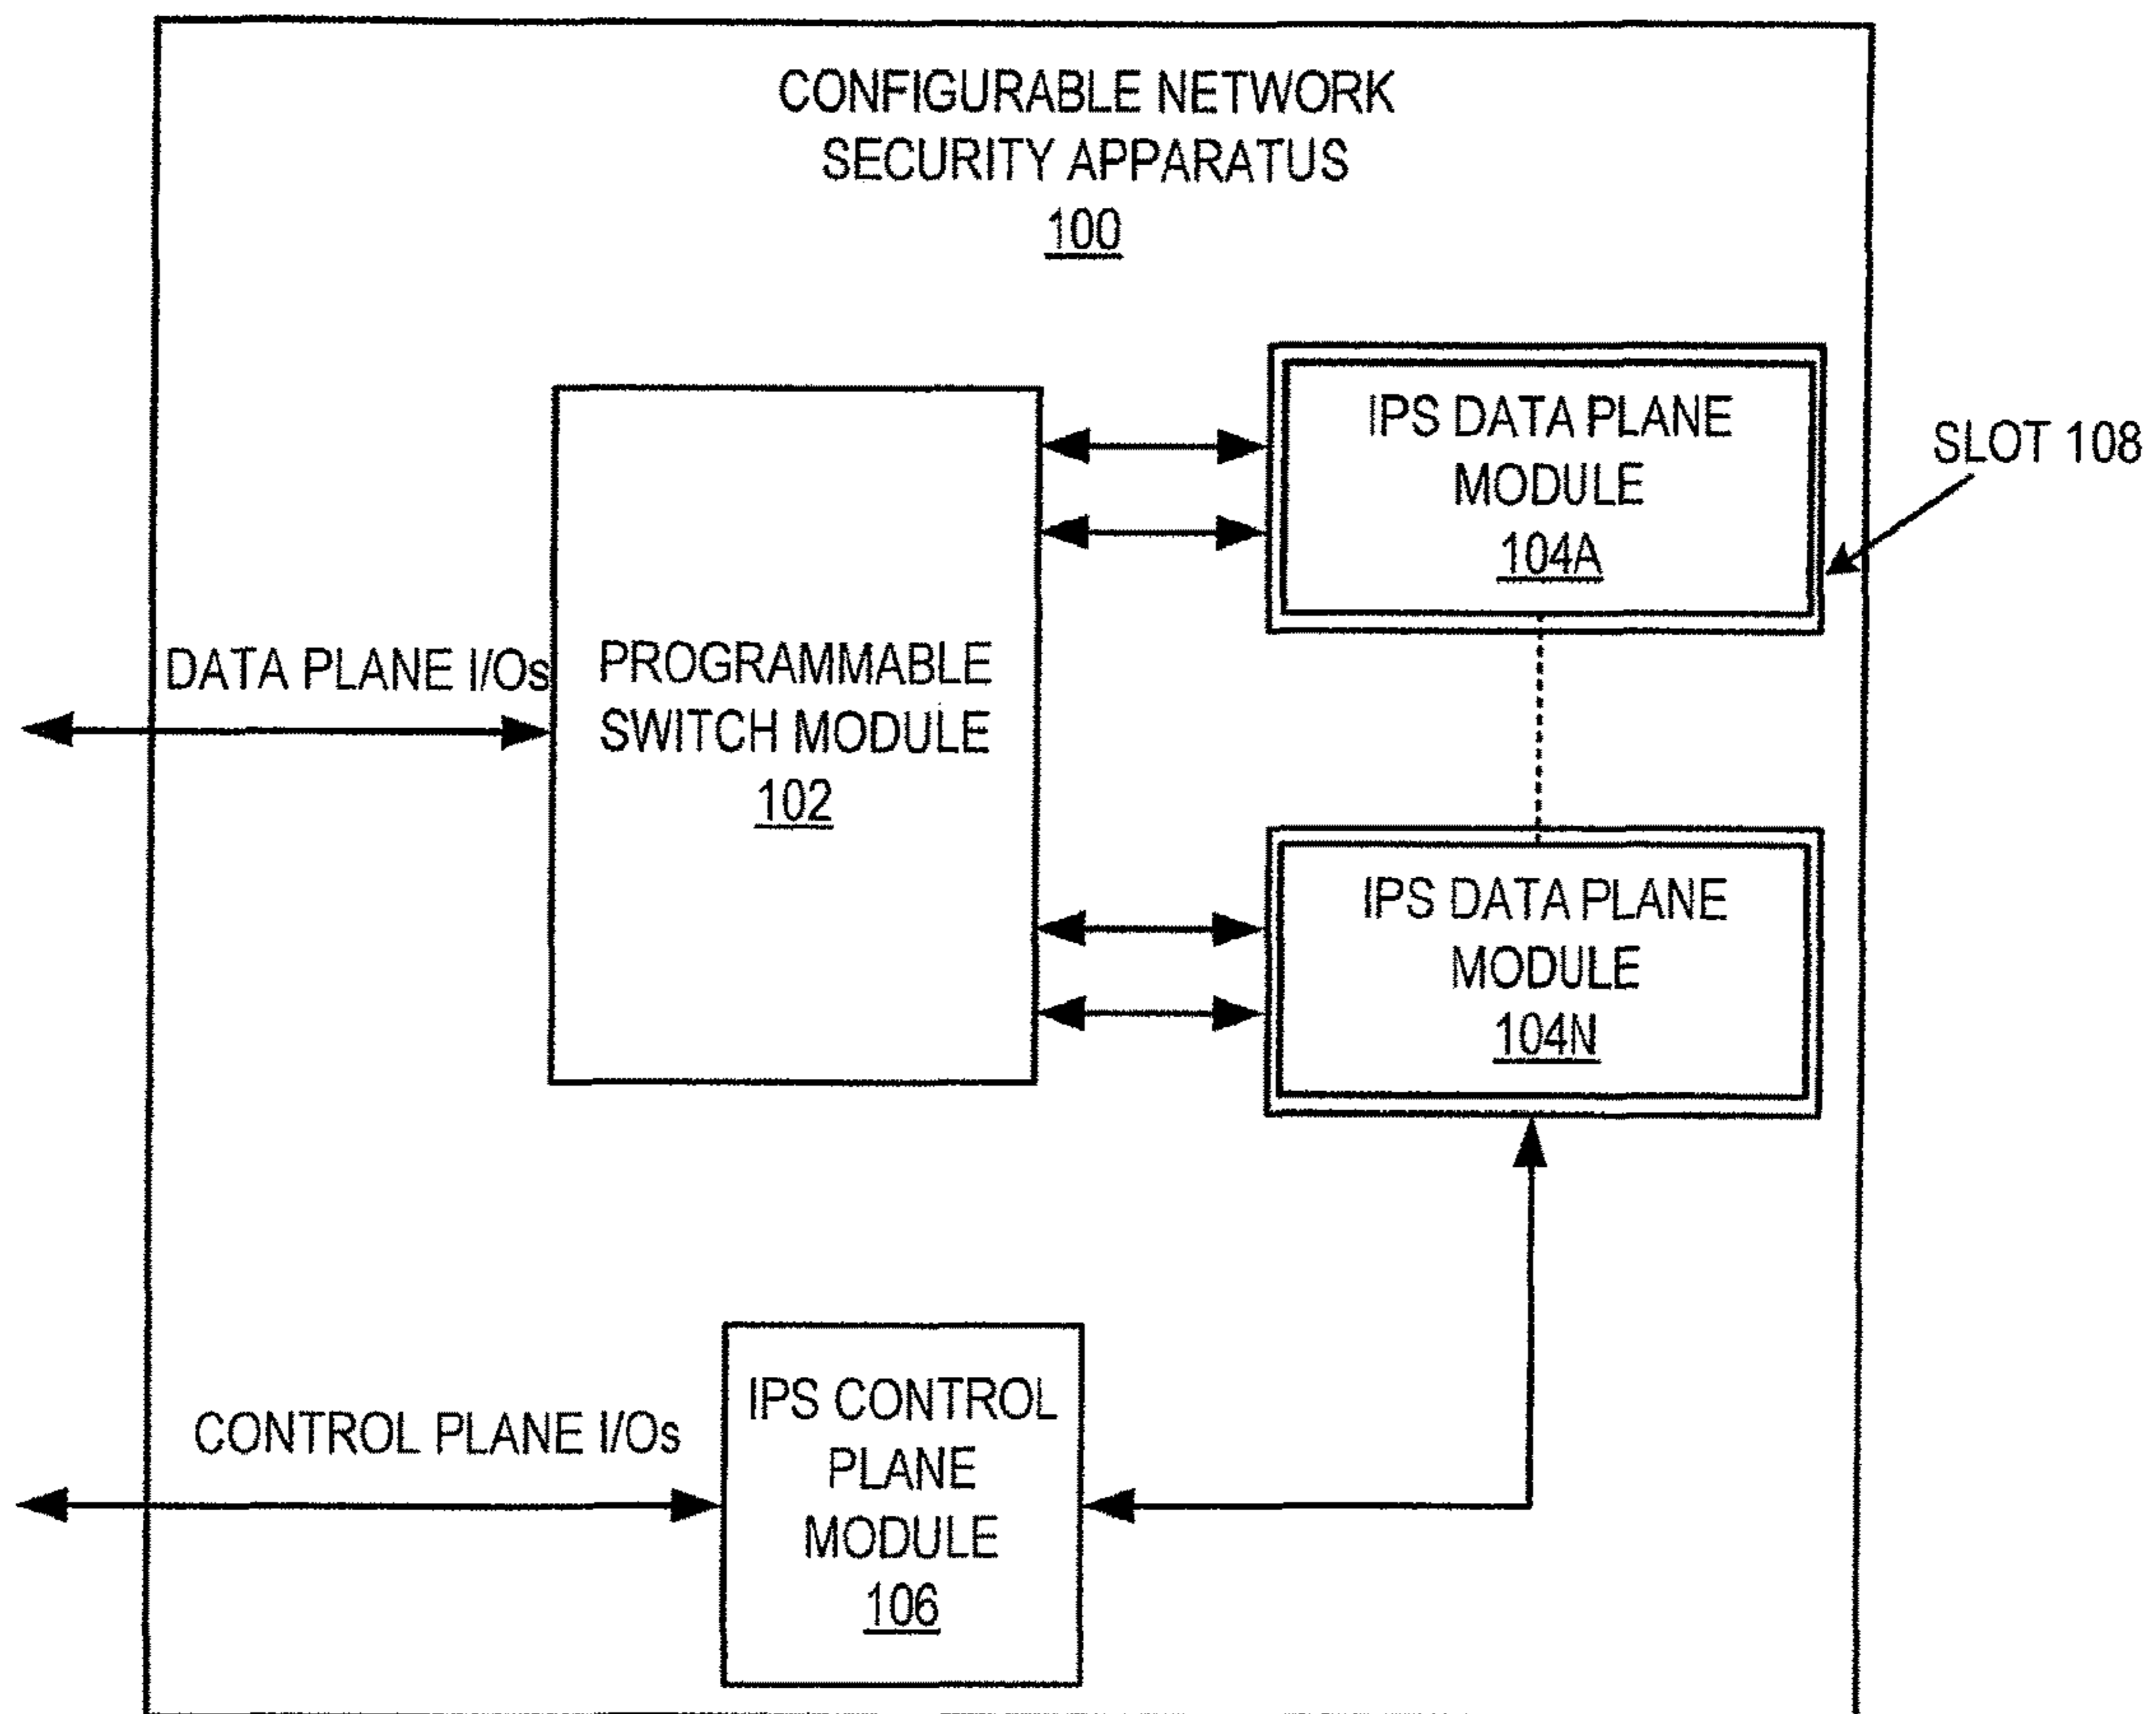 CONFIGURABLE NETWORK
SECURITY APPARATUS
100
IPS DATA PLANE
MODULE
104A
SLOT 108
DATA PLANE I/Os
PROGRAMMABLE
SWITCH MODULE
102
IPS DATA PLANE
MODULE
104N
CONTROL PLANE I/Os
IPS CONTROL
PLANE
MODULE
106